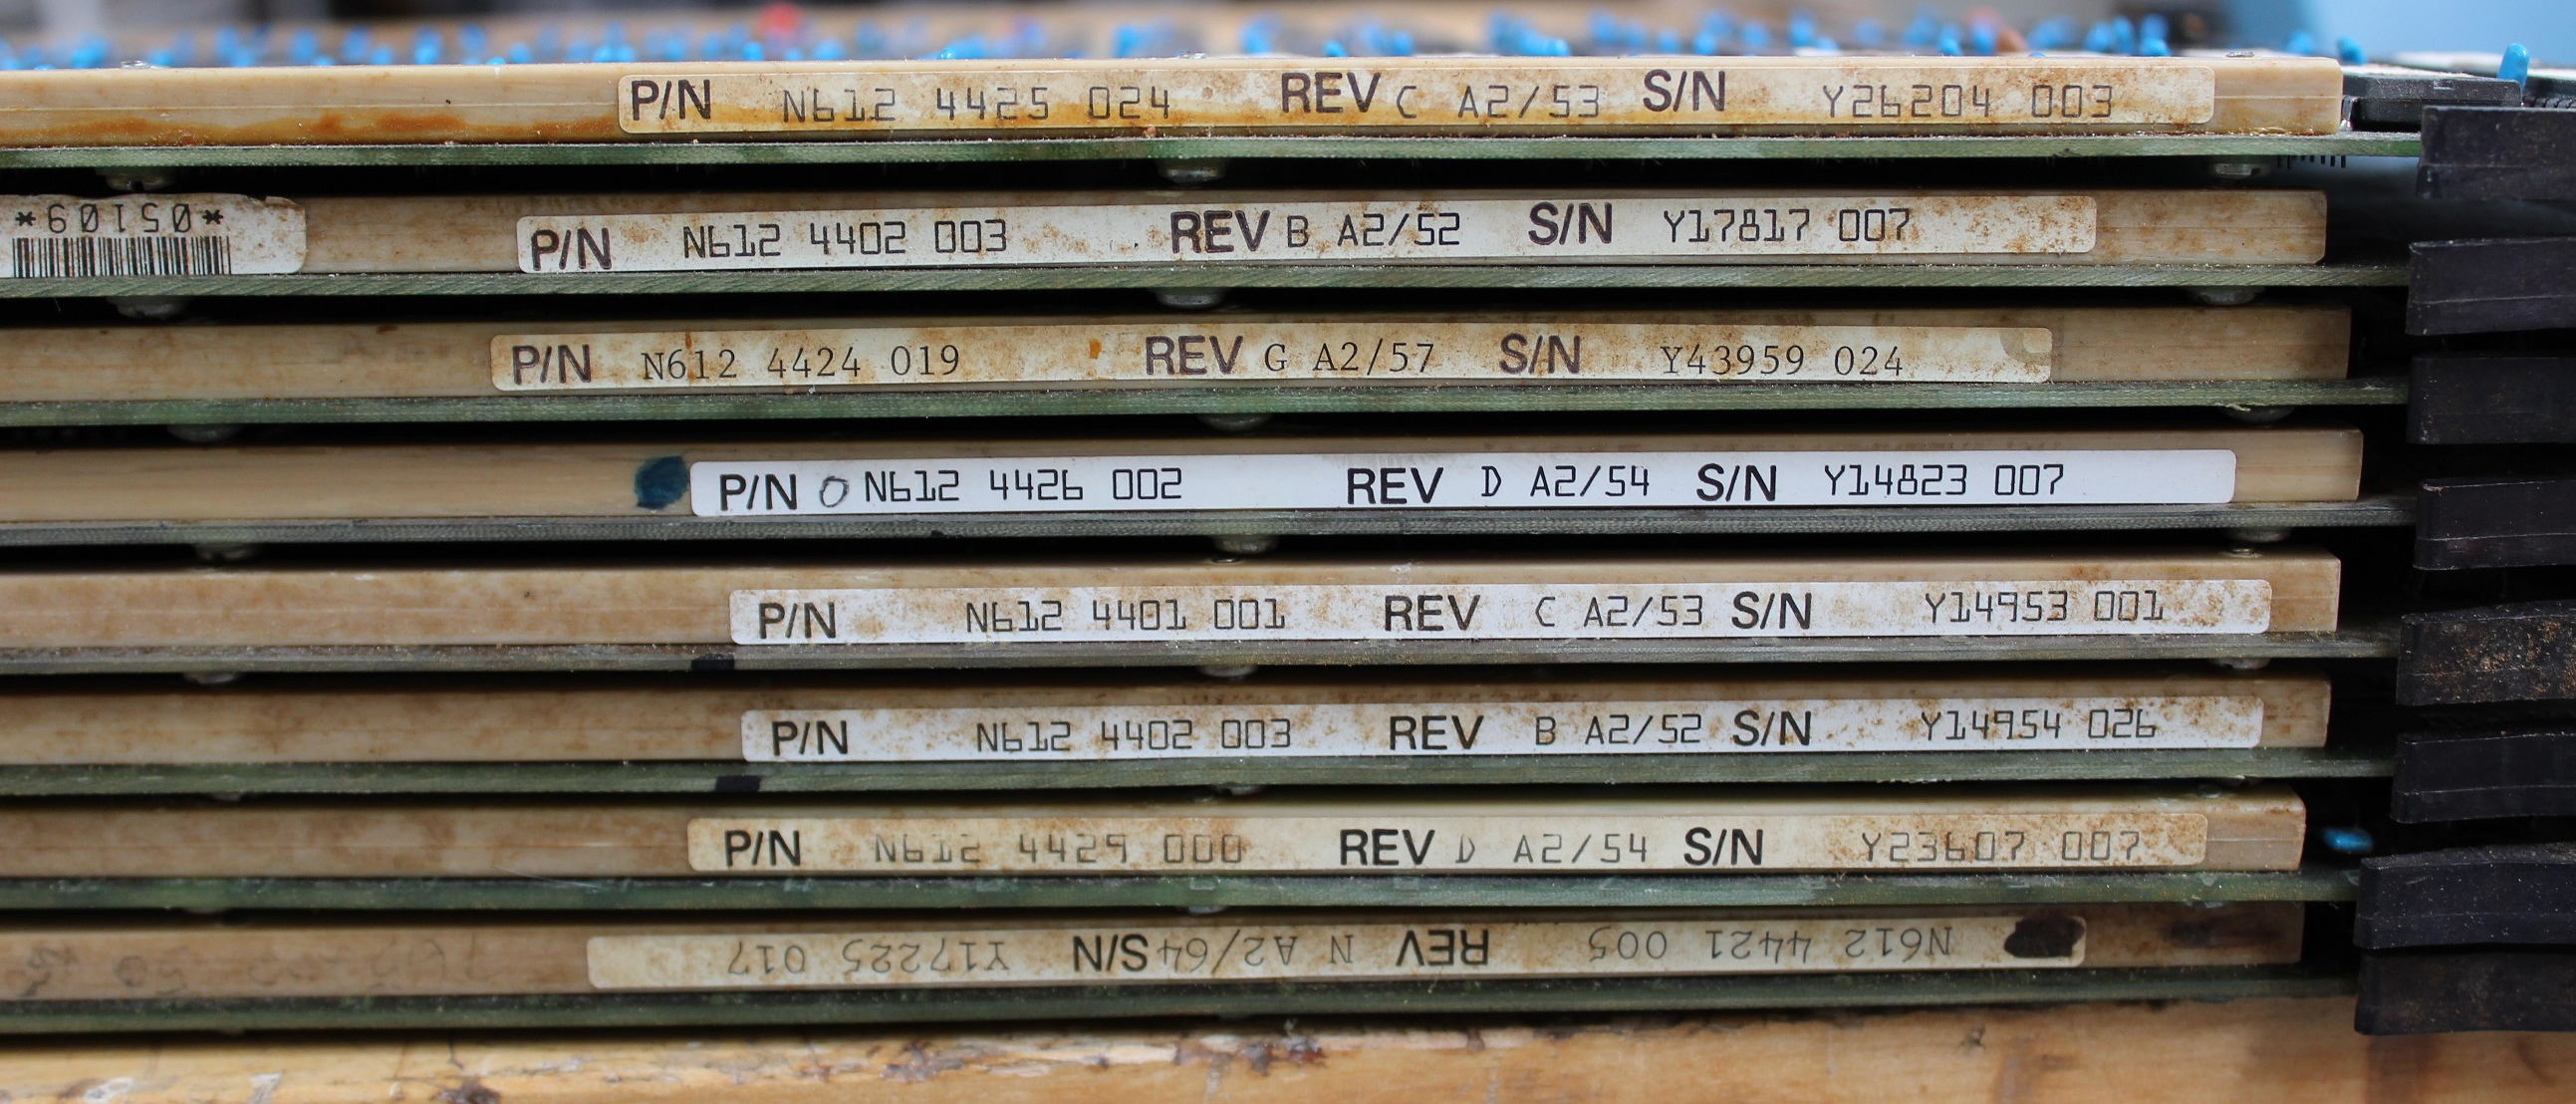 P/N N612 4425 024 REV C A2/53 S/N Y26204 003
*05109*
P/N N612 4402 003 REV B A2/52 S/N Y17817 007
P/N N612 4424 019 REV G A2/57 S/N Y43959 024
P/N O N612 4426 002 REV D A2/54 S/N Y14823 007
P/N N612 4401 001 REV C A2/53 S/N Y14953 001
P/N N612 4402 003 REV B A2/52 S/N Y14954 026
P/N N612 4429 000 REV D A2/54 S/N Y23607 007
N612 4421 005 REV N A2/64 S/N Y17225 017